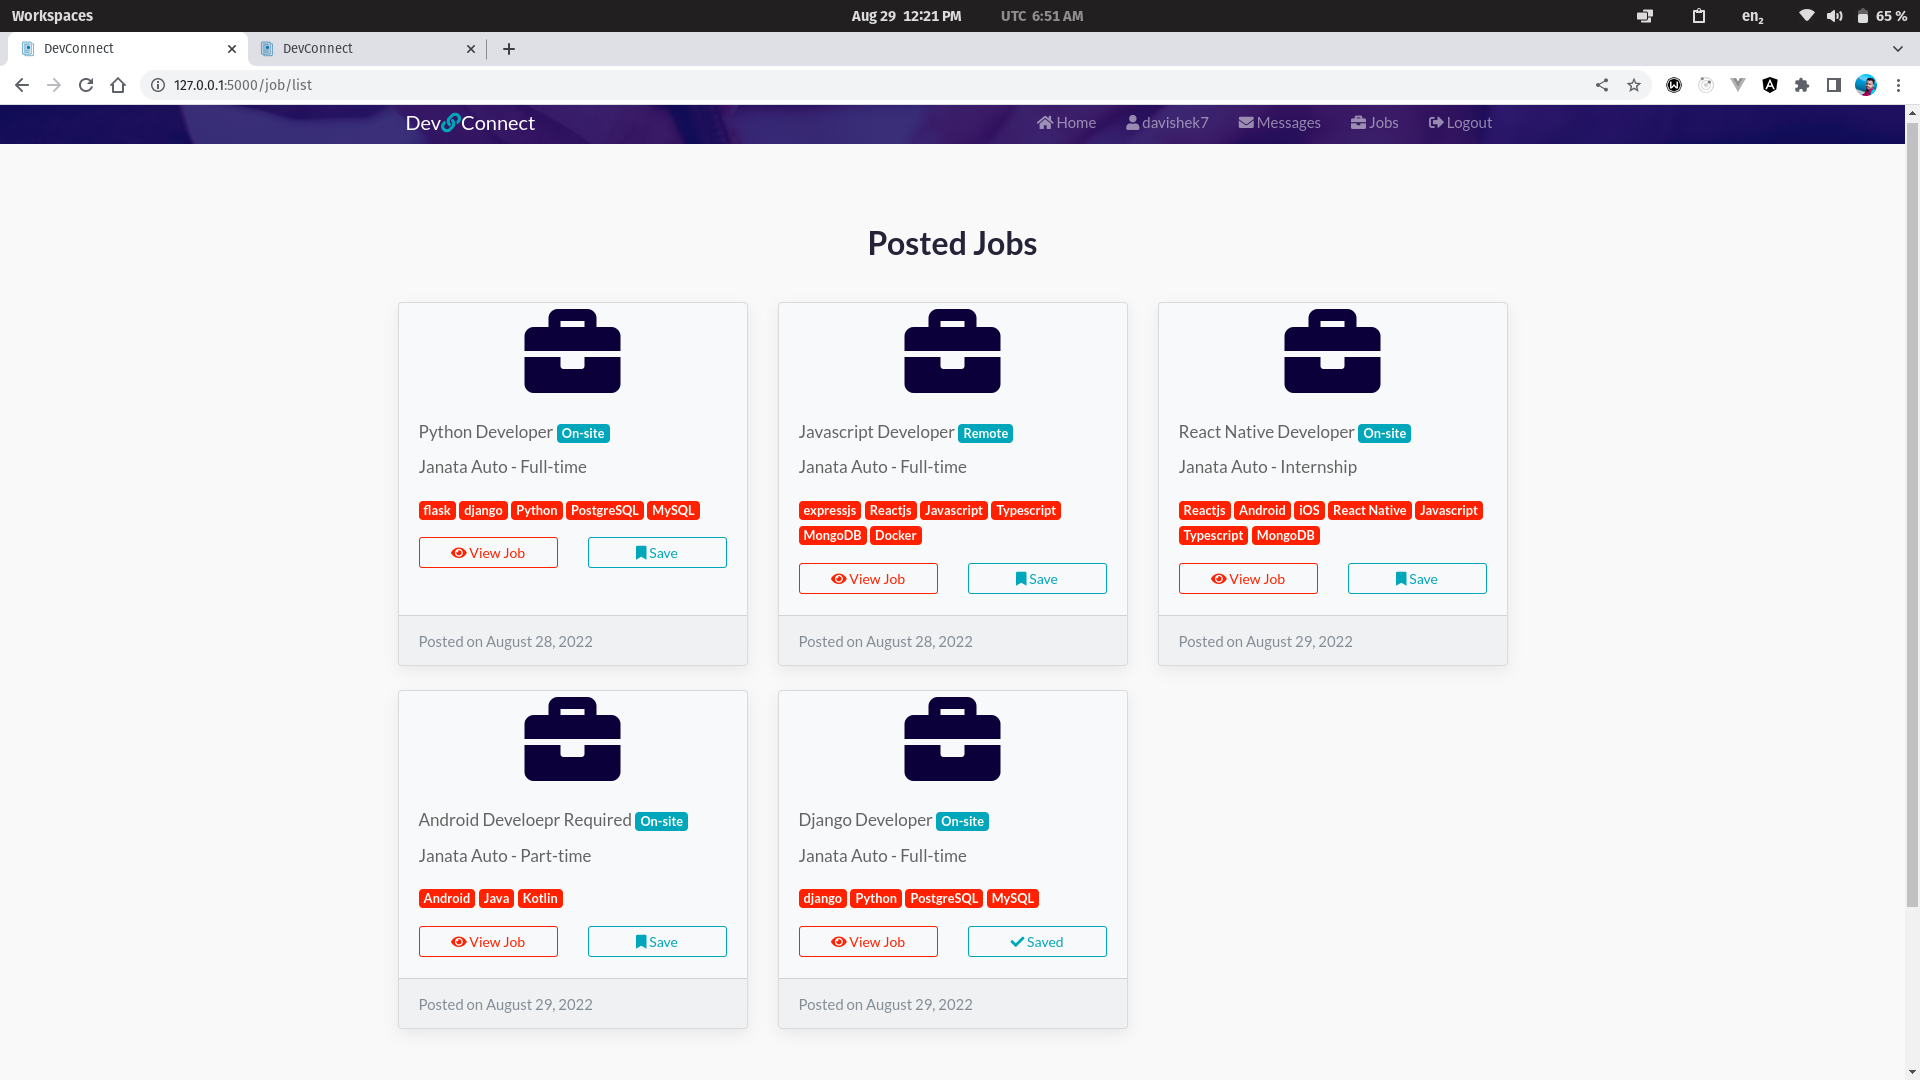 Workspaces Aug 29 12:21 PM UTC 6:51 AM en2 65 %
DevConnect DevConnect
127.0.0.1:5000/job/list
DevConnect Home davishek7 Messages Jobs Logout
Posted Jobs
Python Developer On-site
Janata Auto - Full-time
flask django Python PostgreSQL MySQL
View Job Save
Posted on August 28, 2022
Javascript Developer Remote
Janata Auto - Full-time
expressjs Reactjs Javascript Typescript
MongoDB Docker
View Job Save
Posted on August 28, 2022
React Native Developer On-site
Janata Auto - Internship
Reactjs Android iOS React Native Javascript
Typescript MongoDB
View Job Save
Posted on August 29, 2022
Android Develoepr Required On-site
Janata Auto - Part-time
Android Java Kotlin
View Job Save
Posted on August 29, 2022
Django Developer On-site
Janata Auto - Full-time
django Python PostgreSQL MySQL
View Job Saved
Posted on August 29, 2022